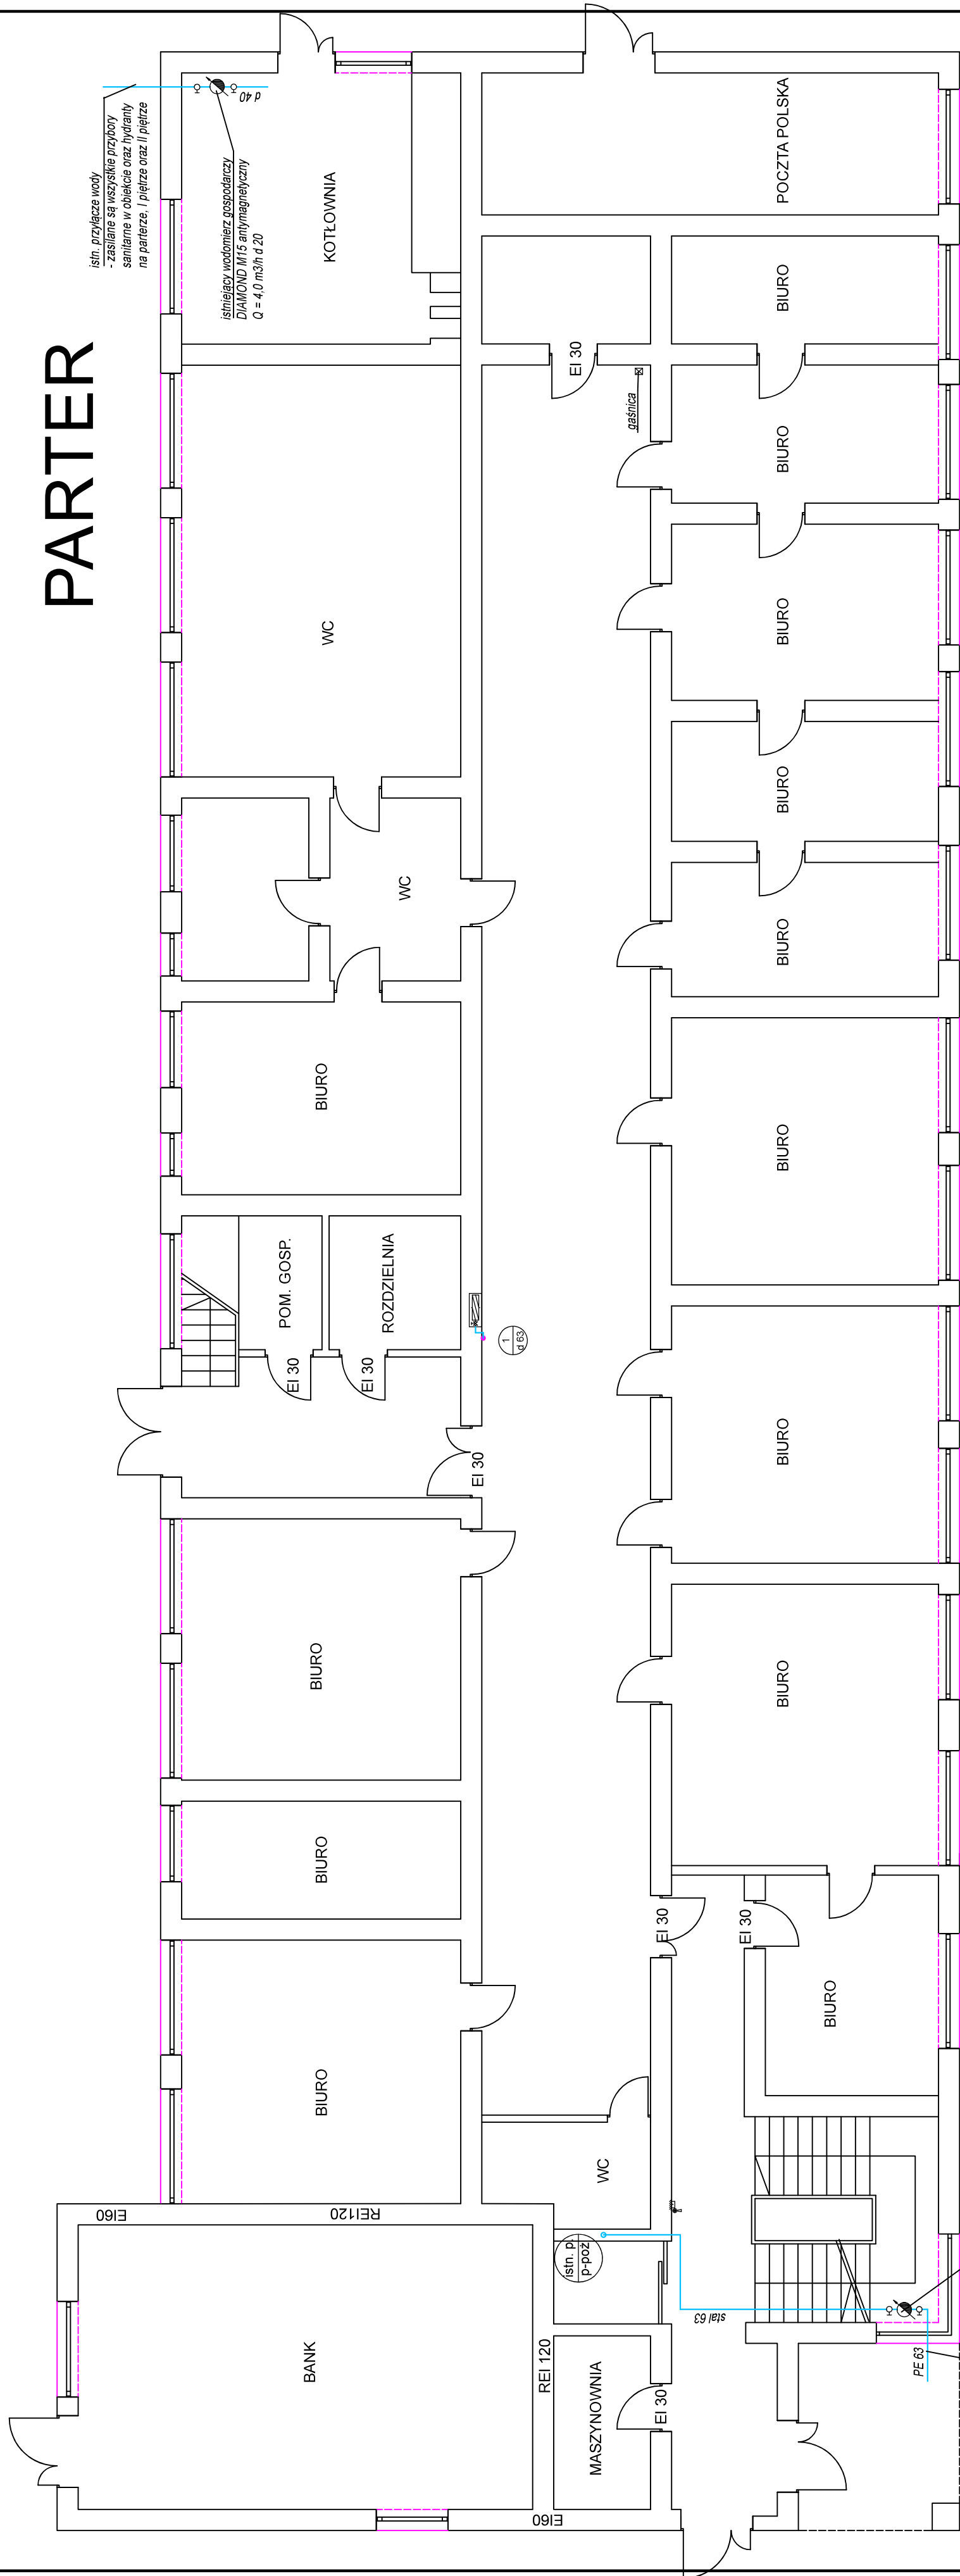 PARTER
istn. przyłącze wody
- zasilane są wszystkie przybory
sanitarne w obiekcie oraz hydranty
na parterze, I piętrze oraz II piętrze
d 40
istniejący wodomierz gospodarczy
DIAMOND M15 antymagnetyczny
Q = 4,0 m3/h d 20
KOTŁOWNIA
POCZTA POLSKA
BIURO
EI 30
gaśnica
BIURO
WC
BIURO
BIURO
WC
BIURO
BIURO
BIURO
POM. GOSP.
ROZDZIELNIA
EI 30
EI 30
1
d 63
EI 30
BIURO
BIURO
BIURO
BIURO
EI 30
EI 30
BIURO
BIURO
WC
EI60
REI120
istn. p.
p-poż
stal 63
PE 63
BANK
REI 120
MASZYNOWNIA
EI 30
EI60